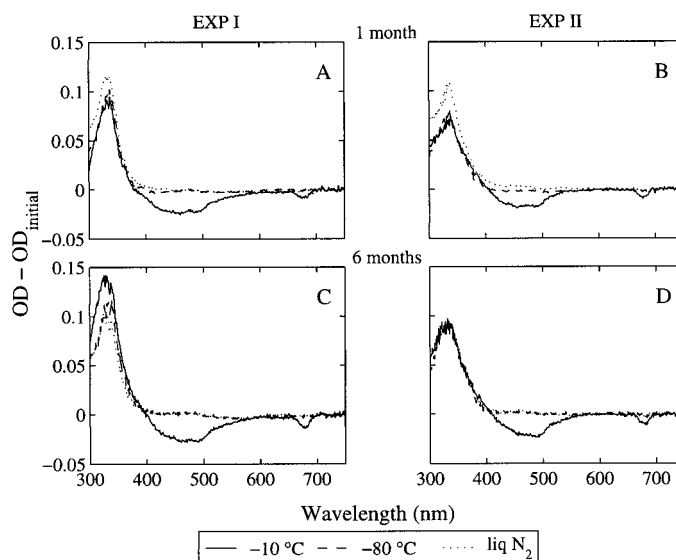 EXP I
EXP II
1 month
0.15
0.1
0.05
0
−0.05
A
B
OD − OD initial
6 months
0.15
0.1
0.05
0
−0.05
C
D
300 400 500 600 700
300 400 500 600 700
Wavelength (nm)
−10 °C −80 °C liq N2